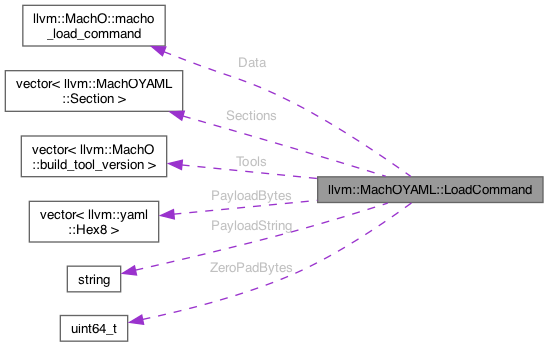 llvm::MachO::macho
_load_command
Data
vector< llvm::MachOYAML
::Section >
Sections
vector< llvm::MachO
::build_tool_version >
Tools
llvm::MachOYAML::LoadCommand
PayloadBytes
vector< llvm::yaml
::Hex8 >
PayloadString
string
ZeroPadBytes
uint64_t